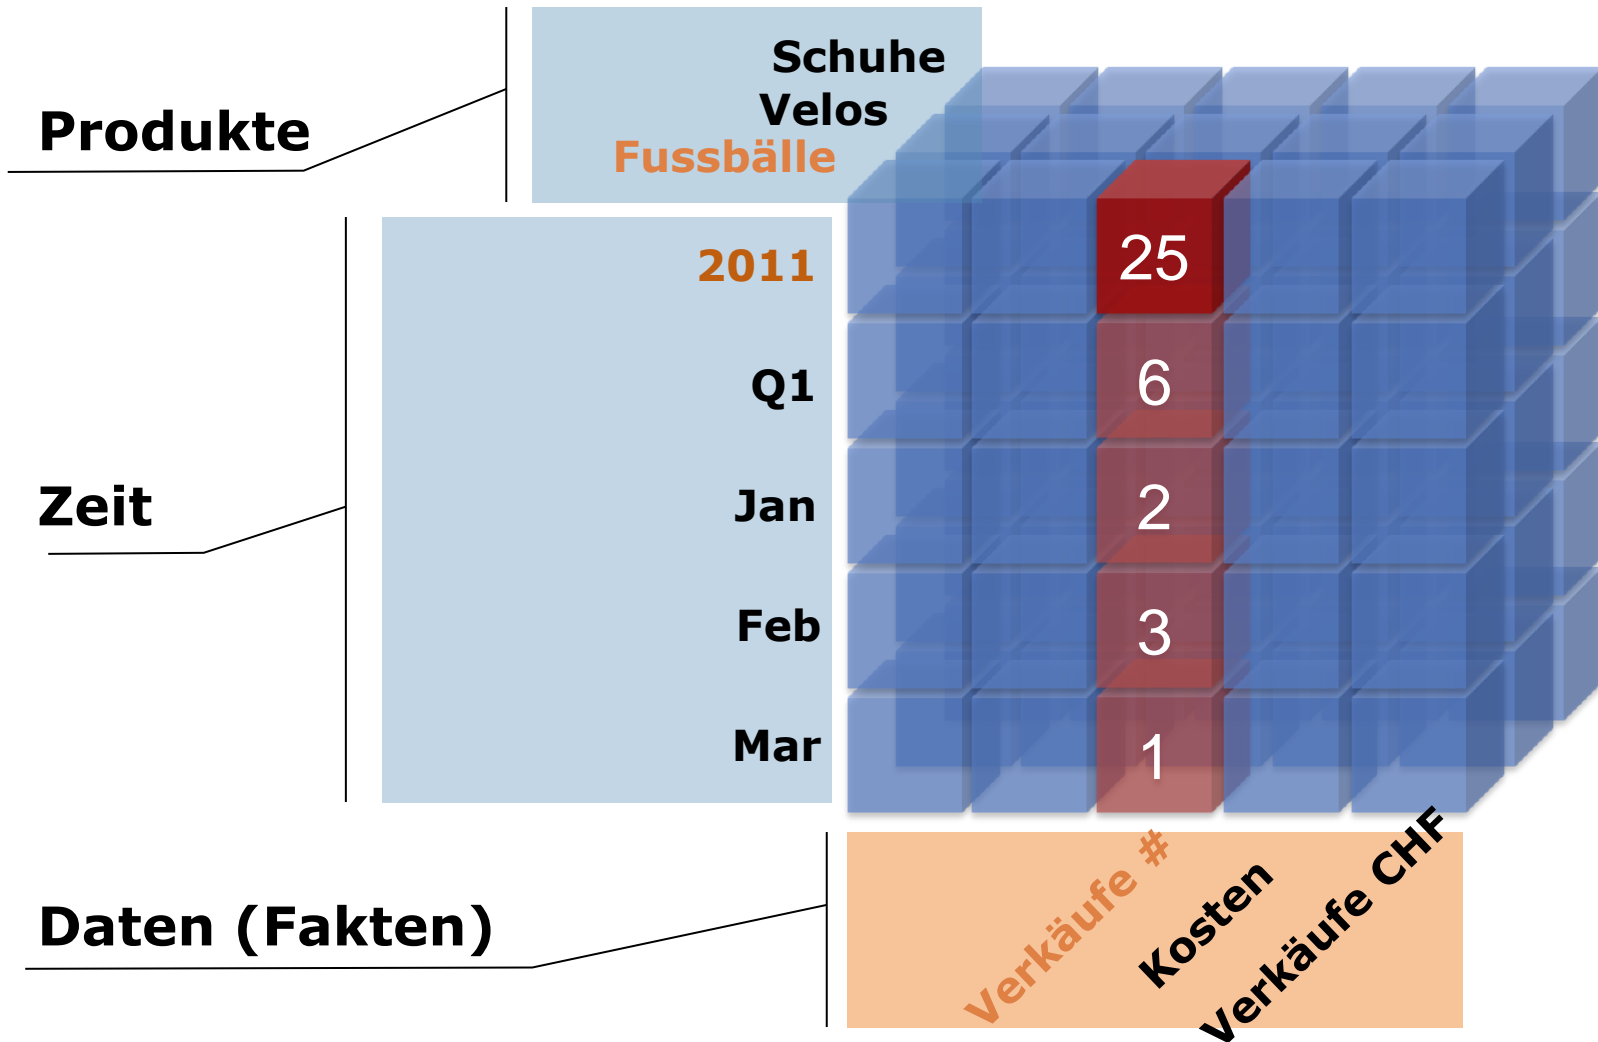 Produkte
Schuhe
Velos
Fussbälle
Zeit
2011
Q1
Jan
Feb
Mar
25
6
2
3
1
Daten (Fakten)
Verkäufe #
Kosten
Verkäufe CHF